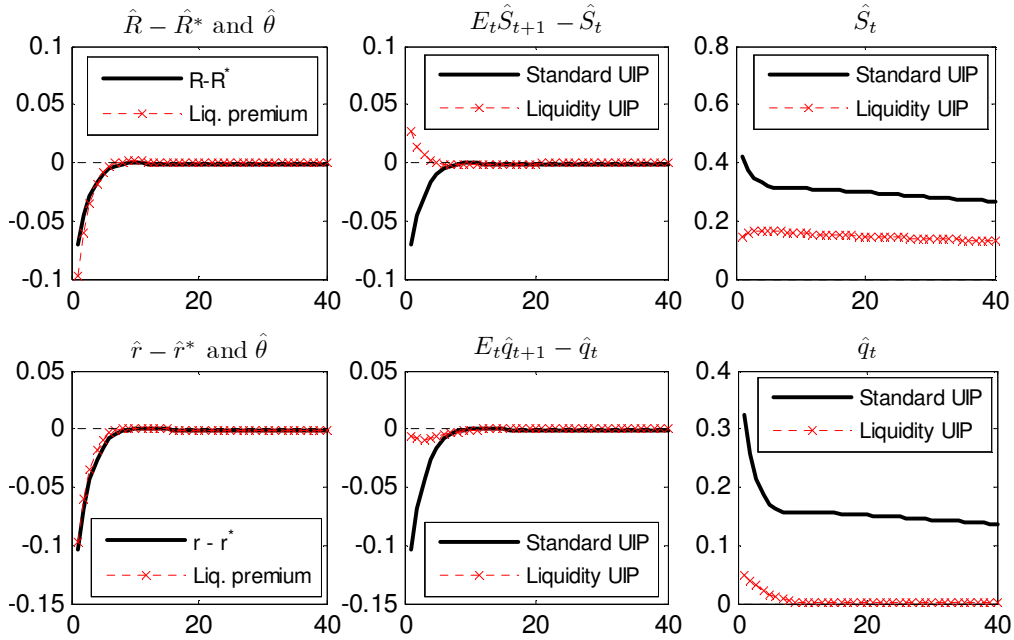 R̂ − R̂* and θ̂
0.1
0.05
0
-0.05
-0.1
0 20 40
R-R*
Liq. premium
E_tŜ_{t+1} − Ŝ_t
0.1
0.05
0
-0.05
-0.1
0 20 40
Standard UIP
Liquidity UIP
Ŝ_t
0.8
0.6
0.4
0.2
0
0 20 40
Standard UIP
Liquidity UIP
r̂ − r̂* and θ̂
0.05
0
-0.05
-0.1
-0.15
0 20 40
r - r*
Liq. premium
E_tq̂_{t+1} − q̂_t
0.05
0
-0.05
-0.1
-0.15
0 20 40
Standard UIP
Liquidity UIP
q̂_t
0.4
0.3
0.2
0.1
0
0 20 40
Standard UIP
Liquidity UIP